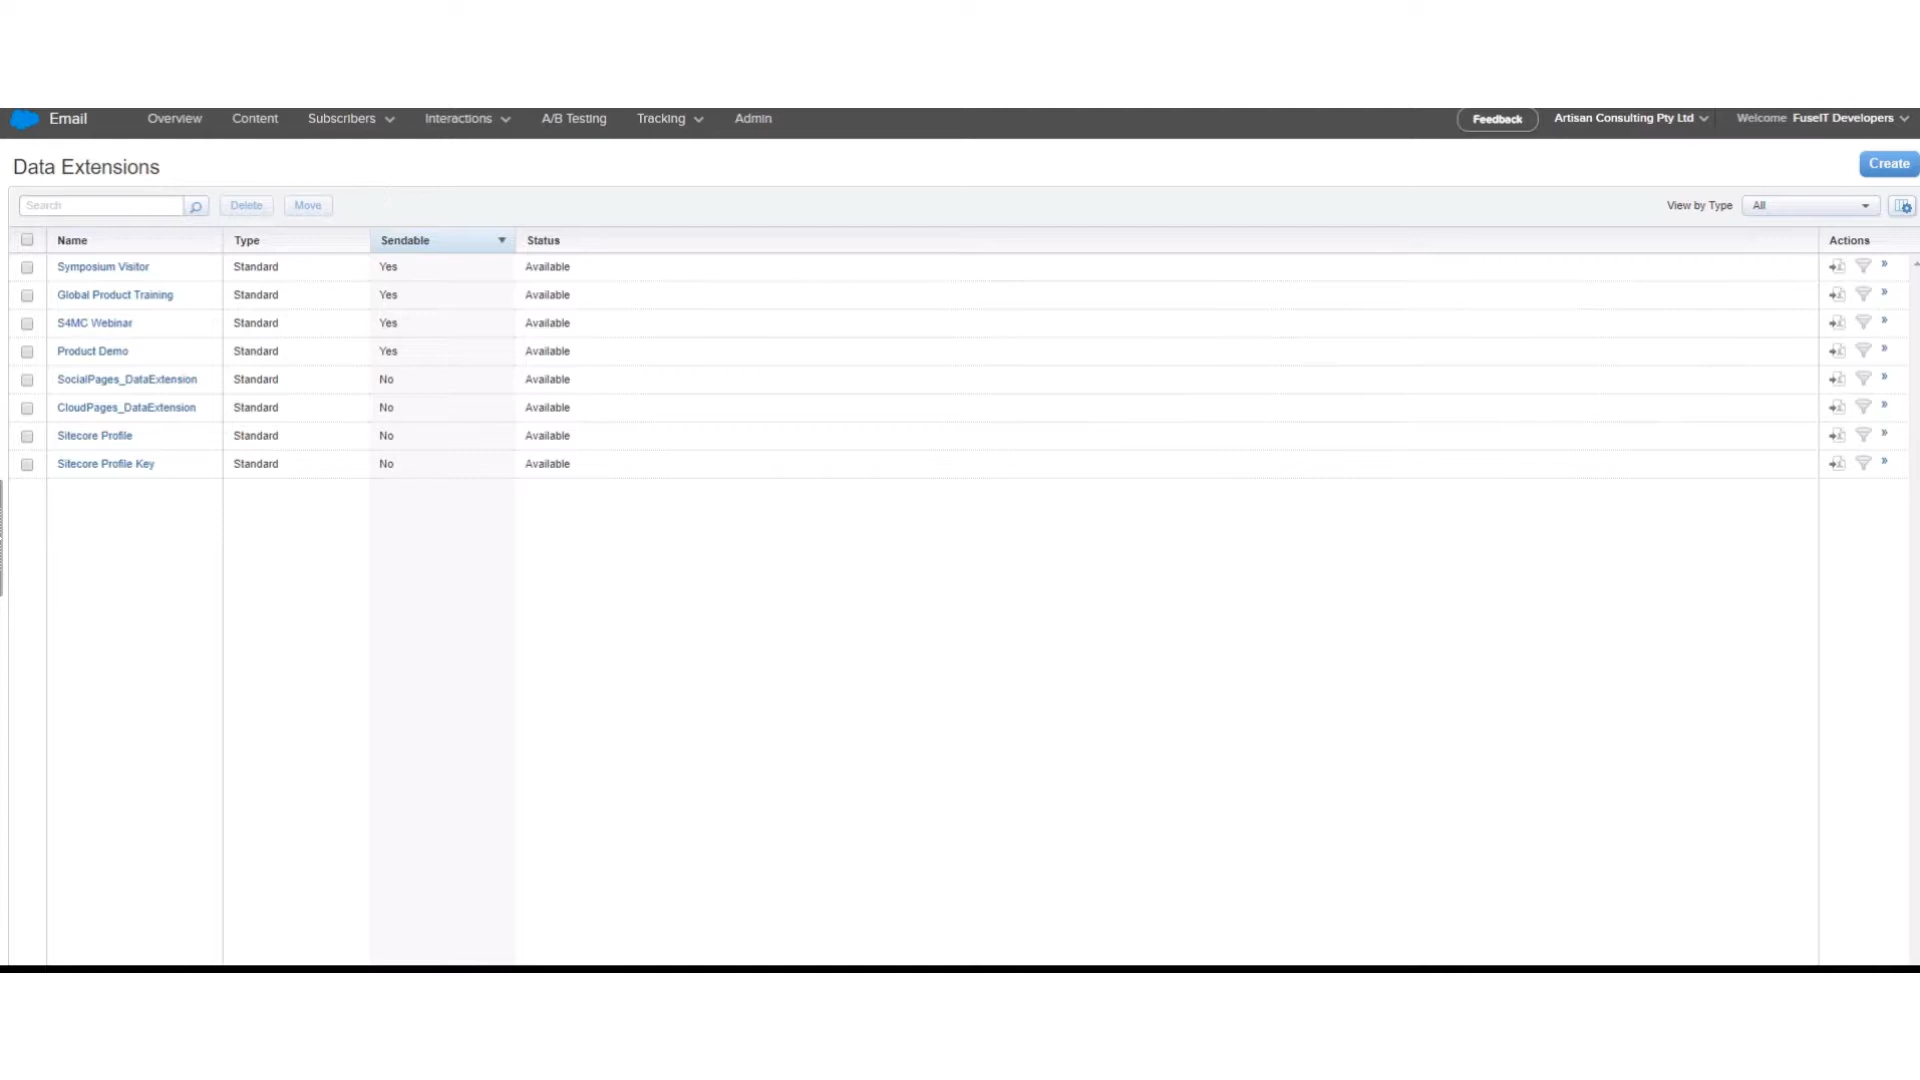 Email Overview Content Subscribers Interactions A/B Testing Tracking Admin Feedback Artisan Consulting Pty Ltd Welcome FuseIT Developers
Data Extensions Create
Search Delete Move View by Type All
Name Type Sendable Status Actions
Symposium Visitor Standard Yes Available
Global Product Training Standard Yes Available
S4MC Webinar Standard Yes Available
Product Demo Standard Yes Available
SocialPages_DataExtension Standard No Available
CloudPages_DataExtension Standard No Available
Sitecore Profile Standard No Available
Sitecore Profile Key Standard No Available